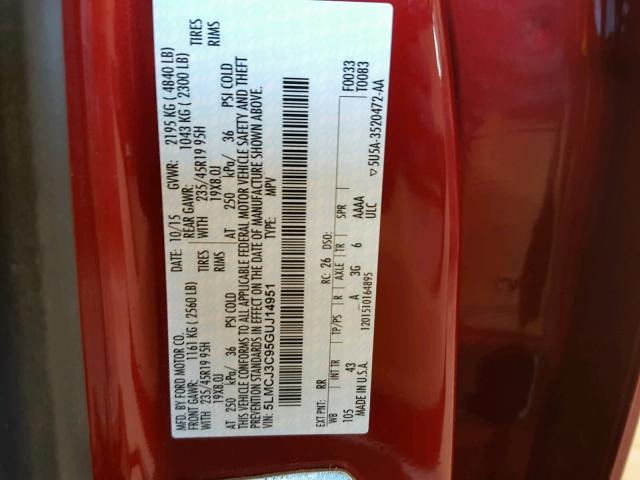 MFD. BY FORD MOTOR CO.
DATE: 10/15 GVWR: 2195 KG ( 4840 LB)
FRONT GAWR: 1161 KG ( 2560 LB) REAR GAWR: 1043 KG ( 2300 LB)
WITH 235/45R19 95H TIRES WITH 235/45R19 95H TIRES
19X8.0J RIMS 19X8.0J RIMS
AT 250 kPa/ 36 PSI COLD AT 250 kPa/ 36 PSI COLD
THIS VEHICLE CONFORMS TO ALL APPLICABLE FEDERAL MOTOR VEHICLE SAFETY AND THEFT
PREVENTION STANDARDS IN EFFECT ON THE DATE OF MANUFACTURE SHOWN ABOVE.
VIN: 5LMCJ3C95GUJ14951 TYPE: MPV
F0033
T0083
EXT PNT: RR RC: 26 DSO:
WB INT TR TP/PS R AXLE TR SPR
105 43 A 3G 6 AAAA
ULC
MADE IN U.S.A. 1201510164895
▽5U5A-3520472-AA